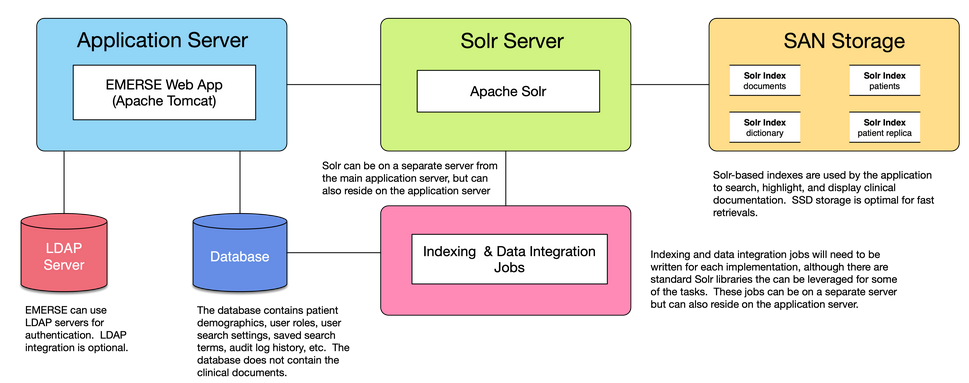 Application Server
EMERSE Web App
(Apache Tomcat)
Solr Server
Apache Solr
SAN Storage
Solr Index
documents
Solr Index
patients
Solr Index
dictionary
Solr Index
patient replica
Solr can be on a separate server from
the main application server, but can
also reside on the application server
Solr-based indexes are used by the application
to search, highlight, and display clinical
documentation.  SSD storage is optimal for fast
retrievals.
LDAP
Server
Database
Indexing  & Data Integration
Jobs
Indexing and data integration jobs will need to be
written for each implementation, although there are
standard Solr libraries the can be leveraged for some
of the tasks.  These jobs can be on a separate server
but can also reside on the application server.
EMERSE can use
LDAP servers for
authentication.  LDAP
integration is optional.
The database contains patient
demographics, user roles, user
search settings, saved search
terms, audit log history, etc.  The
database does not contain the
clinical documents.